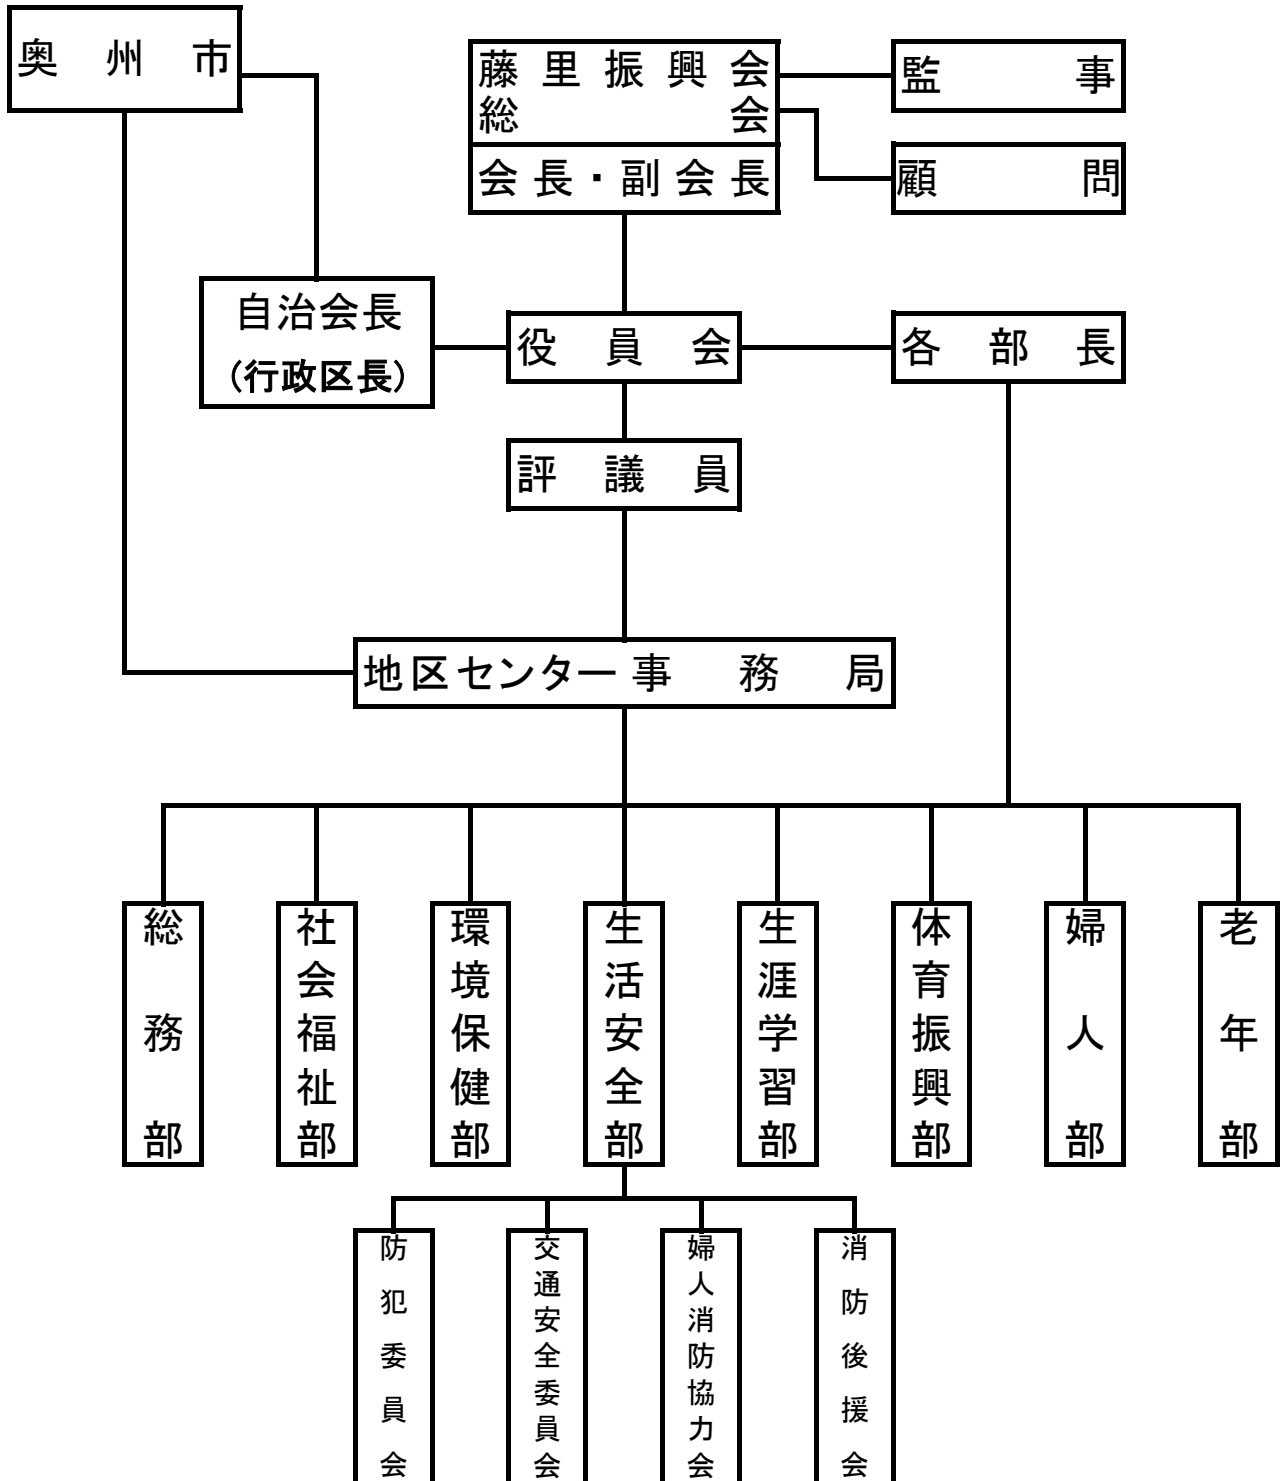 奥州市
藤里振興会
総会
会長・副会長
監事
顧問
自治会長
（行政区長）
役員会
各部長
評議員
地区センター事務局
総務部
社会福祉部
環境保健部
生活安全部
生涯学習部
体育振興部
婦人部
老年部
防犯委員会
交通安全委員会
婦人消防協力会
消防後援会